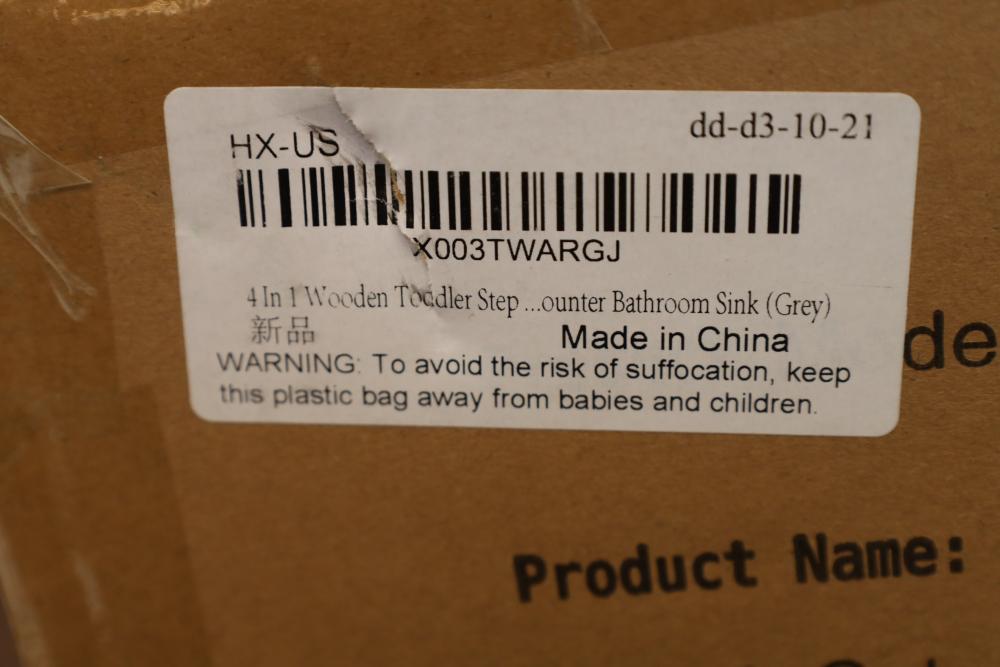 HX-US
dd-d3-10-21
X003TWARGJ
4 In 1 Wooden Toddler Step ...ounter Bathroom Sink (Grey)
新品
Made in China
de
WARNING: To avoid the risk of suffocation, keep
this plastic bag away from babies and children.
Product Name: